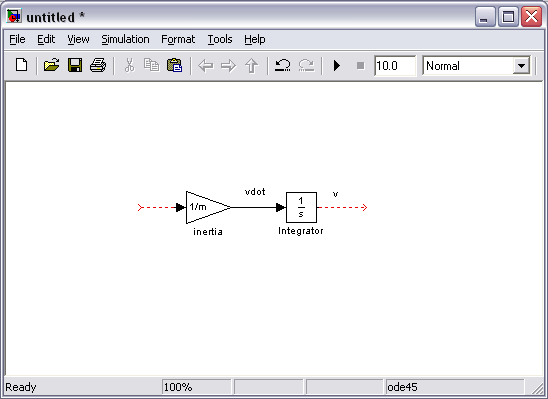 untitled *
File Edit View Simulation Format Tools Help
10.0 Normal
vdot v
1/m 1
s
inertia Integrator
Ready 100% ode45